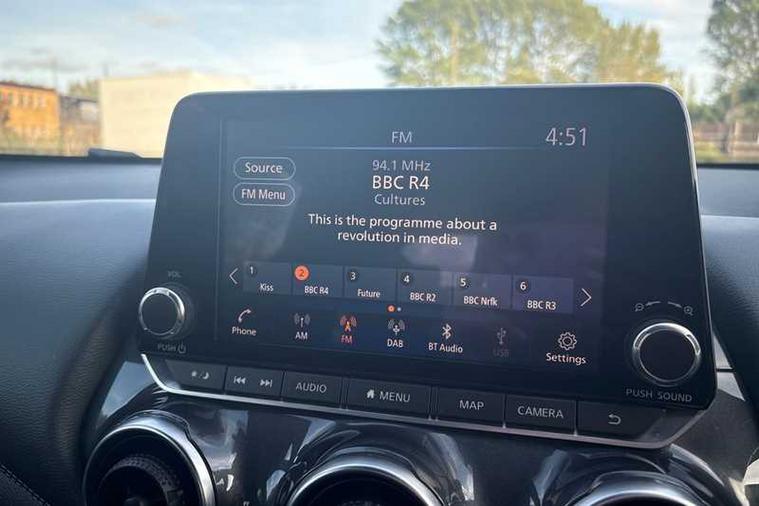 FM
4:51
Source
94.1 MHz
FM Menu
BBC R4
Cultures
This is the programme about a
revolution in media.
1 2 3 4 5 6
Kiss BBC R4 Future BBC R2 BBC Nrfk BBC R3
VOL
PUSH
Phone AM FM DAB BT Audio USB Settings
PUSH SOUND
AUDIO MENU MAP CAMERA